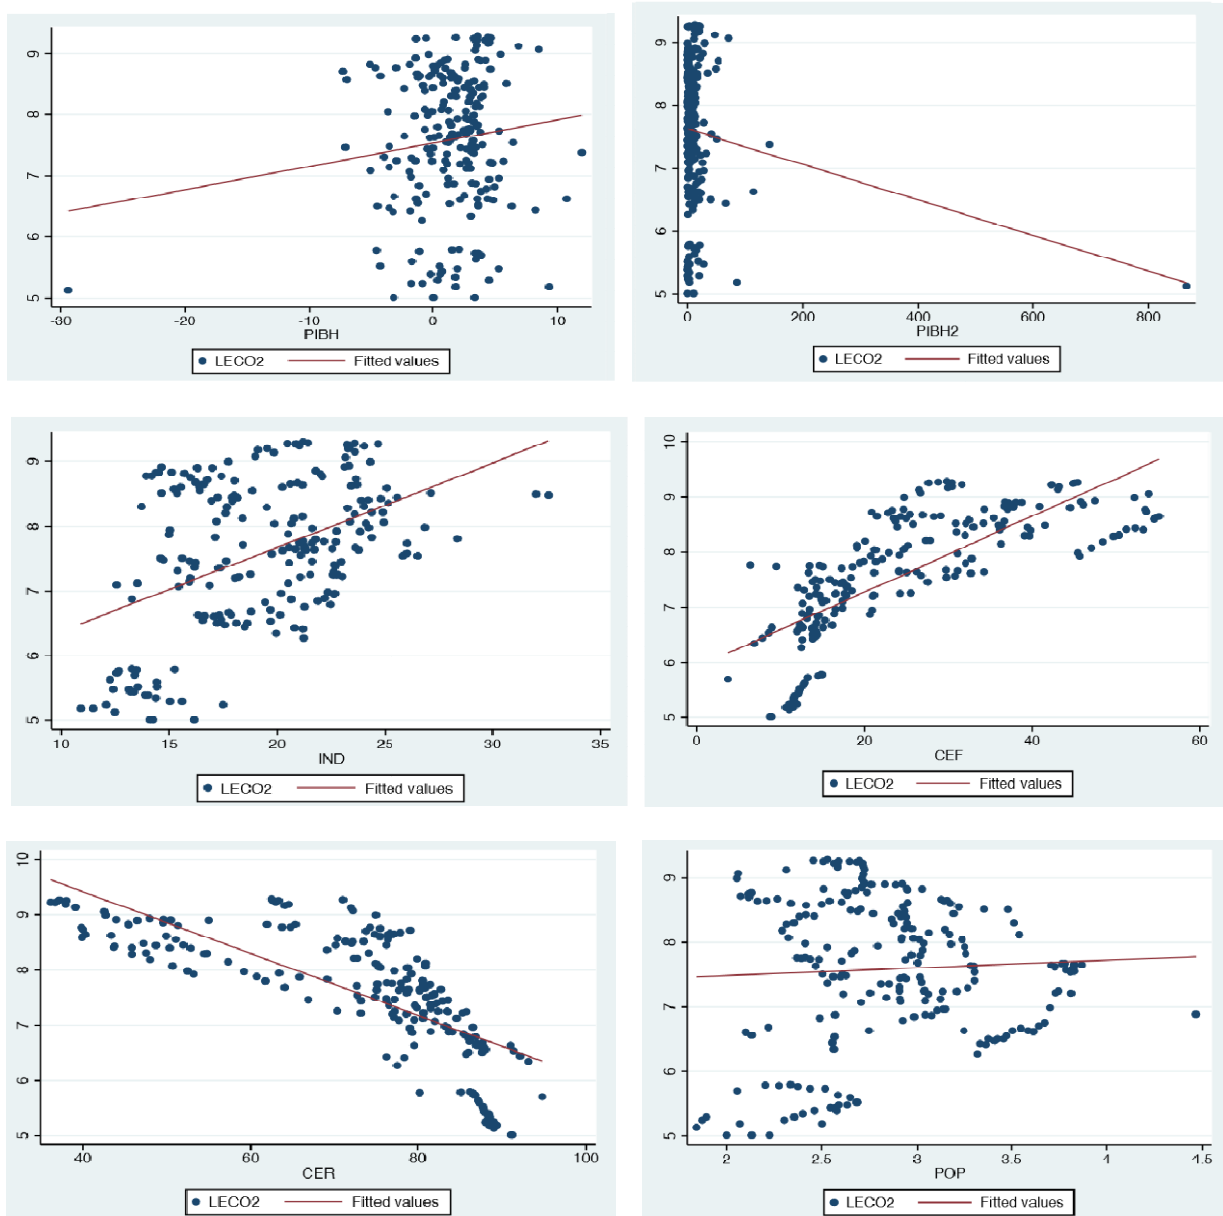 9
8
7
6
5
-30 -20 -10 0 10
PIBH
LECO2 Fitted values
9
8
7
6
5
0 200 400 600 800
PIBH2
LECO2 Fitted values
9
8
7
6
5
10 15 20 25 30 35
IND
LECO2 Fitted values
10
9
8
7
6
5
0 20 40 60
CEF
LECO2 Fitted values
10
9
8
7
6
5
40 60 80 100
CER
LECO2 Fitted values
9
8
7
6
5
2 2.5 3 3.5 4 4.5
POP
LECO2 Fitted values